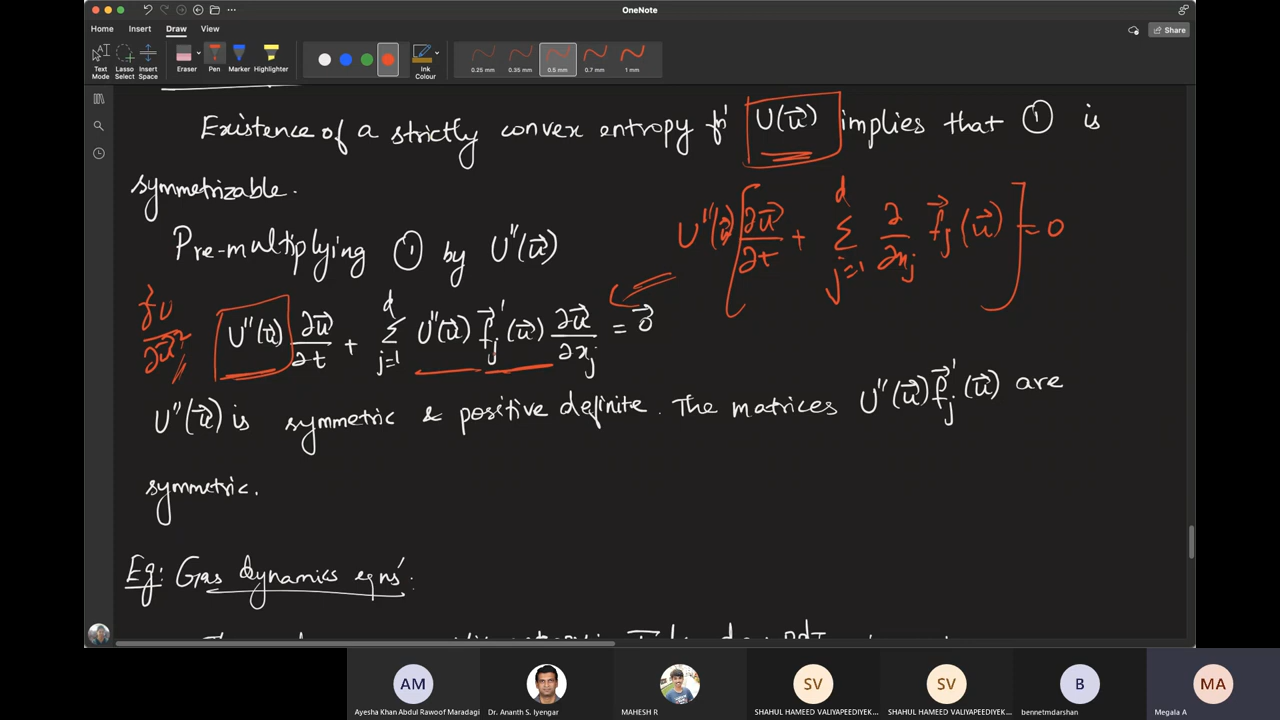 OneNote
Home Insert Draw View
Share
Text Mode Lasso Select Insert Space Eraser Pen Marker Highlighter Ink Colour 0.25 mm 0.35 mm 0.5 mm 0.7 mm 1 mm
Existence of a strictly convex entropy fn' U(u⃗) implies that ① is
symmetrizable.
U''(u⃗) [∂u⃗/∂t + Σ_{j=1}^{d} ∂/∂x_j f⃗_j(u⃗)] = 0
Pre-multiplying ① by U''(u⃗)
U''(u⃗) ∂u⃗/∂t + Σ_{j=1}^{d} U''(u⃗) f⃗_j'(u⃗) ∂u⃗/∂x_j = 0⃗
U''(u⃗) is symmetric & positive definite. The matrices U''(u⃗) f⃗_j'(u⃗) are
symmetric.
Eg: Gas dynamics eqns':
AM SV SV B MA
Ayesha Khan Abdul Rawoof Maradagi Dr. Ananth S. Iyengar MAHESH R SHAHUL HAMEED VALIYAPEEDIYEK... SHAHUL HAMEED VALIYAPEEDIYEK... bennetmdarshan Megala A